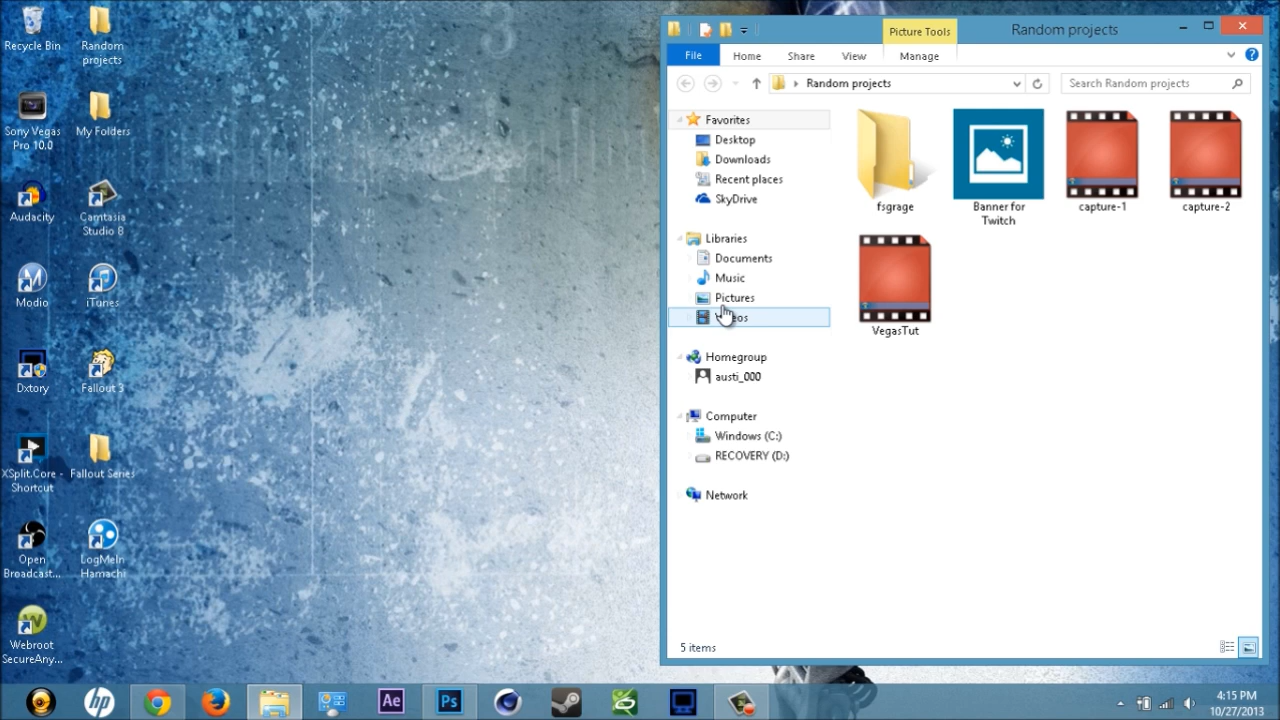 Recycle Bin
Random
projects
Sony Vegas
Pro 10.0
My Folders
Audacity
Camtasia
Studio 8
Modio
iTunes
Dxtory
Fallout 3
XSplit.Core -
Shortcut
Fallout Series
Open
Broadcast...
LogMeIn
Hamachi
Webroot
SecureAny...
Picture Tools
Random projects
File
Home
Share
View
Manage
Random projects
Search Random projects
Favorites
Desktop
Downloads
Recent places
SkyDrive
Libraries
Documents
Music
Pictures
Homegroup
austi_000
Computer
Windows (C:)
RECOVERY (D:)
Network
fsgrage
Banner for
Twitch
capture-1
capture-2
VegasTut
5 items
hp
Ae
Ps
4:15 PM
10/27/2013